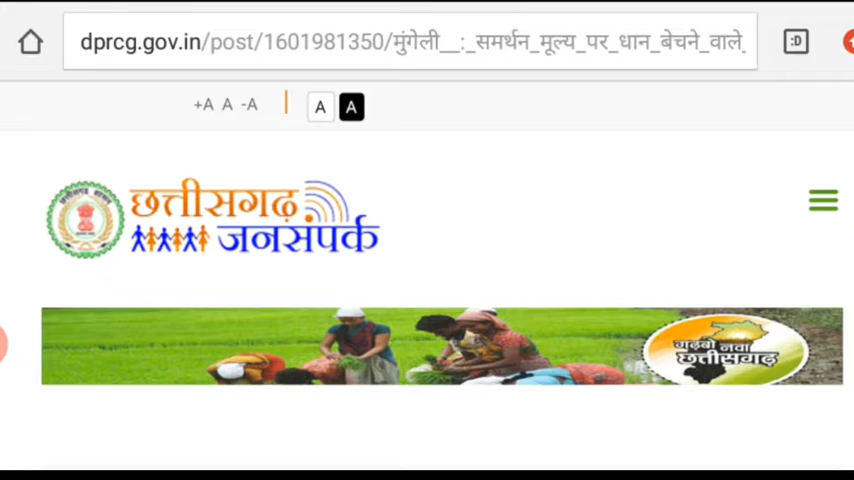 dprcg.gov.in/post/1601981350/मुंगेली__:_समर्थन_मूल्य_पर_धान_बेचने_वाले_
:D
+A A -A A A
छत्तीसगढ़
जनसंपर्क
गढ़बो नवा
छत्तीसगढ़